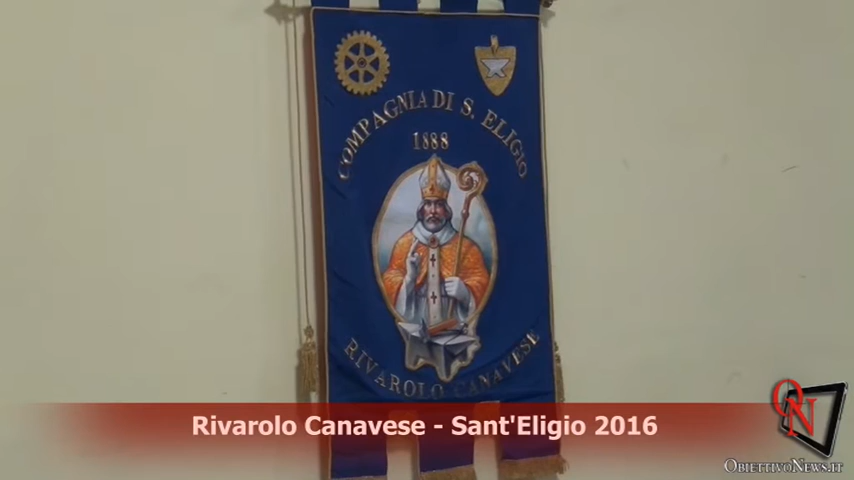 COMPAGNIA DI S. ELIGIO
1888
RIVAROLO CANAVESE
Rivarolo Canavese - Sant'Eligio 2016
ON
OBIETTIVONEWS.IT